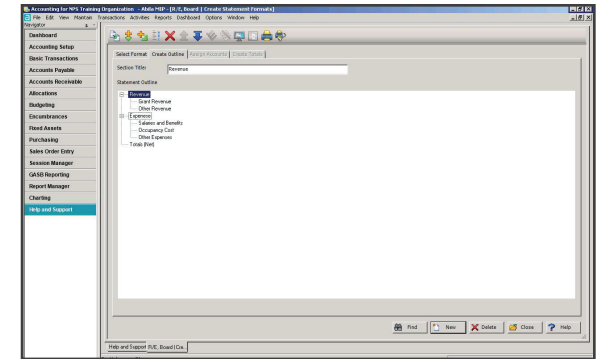 Accounting for NPS Training Organization - Abila MIP - [R/E, Board | Create Statement Formats]
File Edit View Maintain Transactions Activities Reports Dashboard Options Window Help
Navigator
Dashboard
Accounting Setup
Basic Transactions
Accounts Payable
Accounts Receivable
Allocations
Budgeting
Encumbrances
Fixed Assets
Purchasing
Sales Order Entry
Session Manager
GASB Reporting
Report Manager
Charting
Help and Support
Select Format Create Outline Assign Accounts Create Totals
Section Title: Revenue
Statement Outline
Revenue
Grant Revenue
Other Revenue
Expense
Salaries and Benefits
Occupancy Cost
Other Expenses
Totals (Net)
Find New Delete Close Help
Help and Support R/E, Board | Cre..